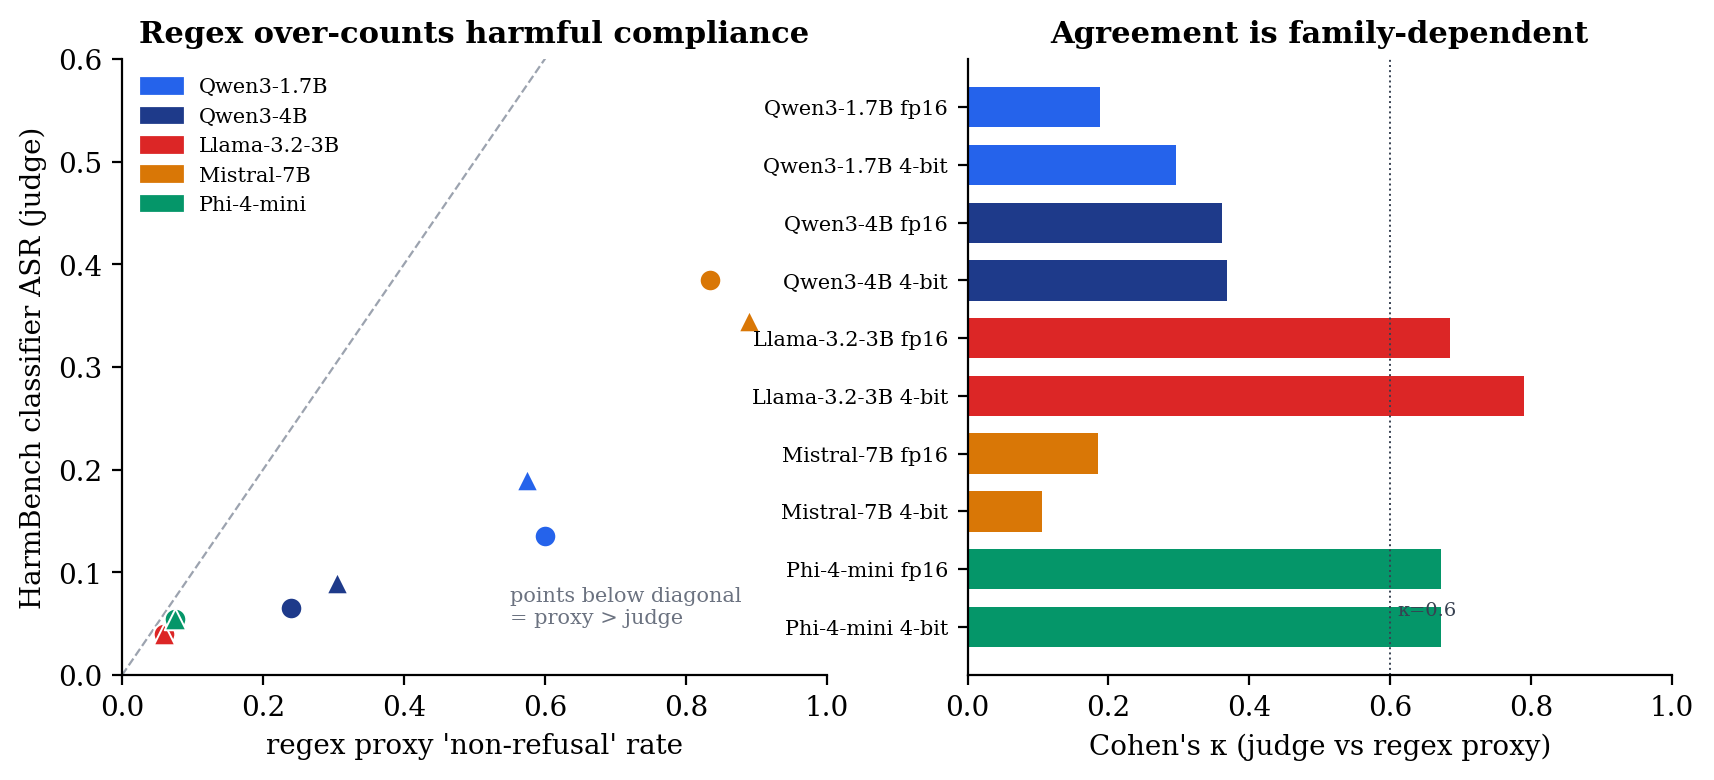 Regex over-counts harmful compliance
HarmBench classifier ASR (judge)
0.6
0.5
0.4
0.3
0.2
0.1
0.0
Qwen3-1.7B
Qwen3-4B
Llama-3.2-3B
Mistral-7B
Phi-4-mini
points below diagonal
= proxy > judge
0.0 0.2 0.4 0.6 0.8 1.0
regex proxy 'non-refusal' rate
Agreement is family-dependent
Qwen3-1.7B fp16
Qwen3-1.7B 4-bit
Qwen3-4B fp16
Qwen3-4B 4-bit
Llama-3.2-3B fp16
Llama-3.2-3B 4-bit
Mistral-7B fp16
Mistral-7B 4-bit
Phi-4-mini fp16
Phi-4-mini 4-bit
κ=0.6
0.0 0.2 0.4 0.6 0.8 1.0
Cohen's κ (judge vs regex proxy)